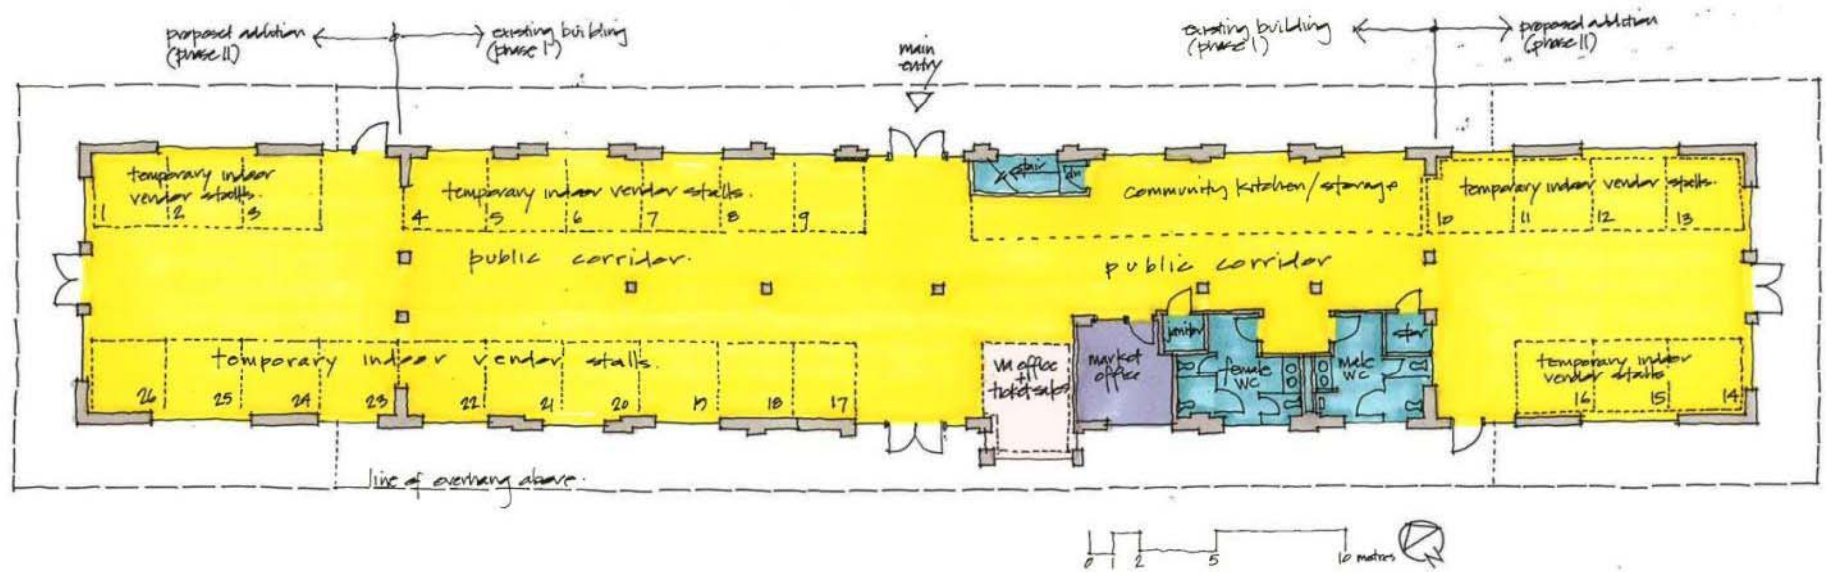 proposed addition
(phase II)
existing building
(phase I)
main
entry
existing building
(phase I)
proposed addition
(phase II)
temporary indoor
vendor stalls.
1 2 3
temporary indoor vendor stalls.
4 5 6 7 8 9
stair
dn
community kitchen/storage
temporary indoor vendor stalls.
10 11 12 13
public corridor.
public corridor
temporary indoor vendor stalls.
26 25 24 23 22 21 20 19 18 17
VIA office
+
ticket sales
market
office
janitor
female
WC
male
WC
temporary indoor
vendor stalls
16 15 14
line of overhang above.
0 1 2 5 10 metres